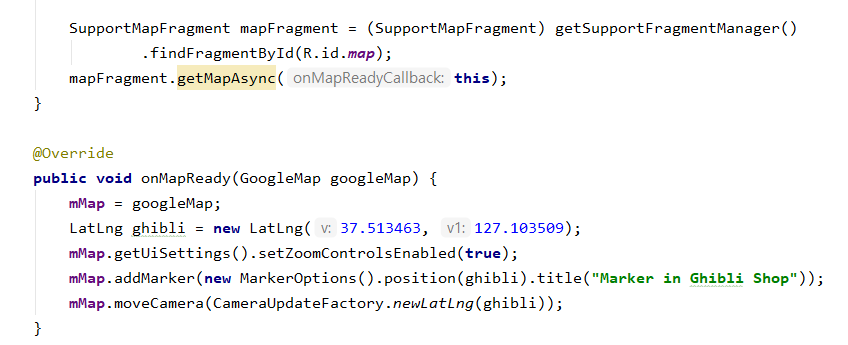 SupportMapFragment mapFragment = (SupportMapFragment) getSupportFragmentManager()
.findFragmentById(R.id.map);
mapFragment.getMapAsync( onMapReadyCallback: this);
}
@Override
public void onMapReady(GoogleMap googleMap) {
mMap = googleMap;
LatLng ghibli = new LatLng( v: 37.513463, v1: 127.103509);
mMap.getUiSettings().setZoomControlsEnabled(true);
mMap.addMarker(new MarkerOptions().position(ghibli).title("Marker in Ghibli Shop"));
mMap.moveCamera(CameraUpdateFactory.newLatLng(ghibli));
}